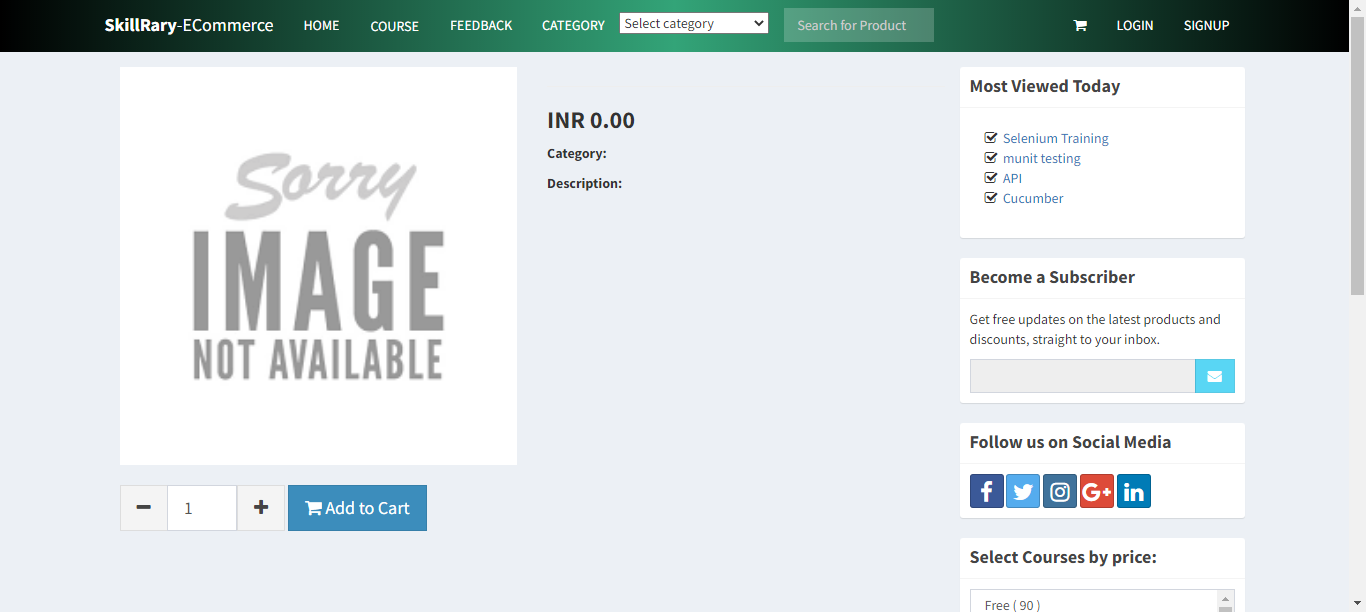 SkillRary-ECommerce HOME COURSE FEEDBACK CATEGORY Select category Search for Product LOGIN SIGNUP
Sorry
IMAGE
NOT AVAILABLE
INR 0.00
Category:
Description:
1 Add to Cart
Most Viewed Today
Selenium Training
munit testing
API
Cucumber
Become a Subscriber
Get free updates on the latest products and
discounts, straight to your inbox.
Follow us on Social Media
f G+ in
Select Courses by price:
Free ( 90 )